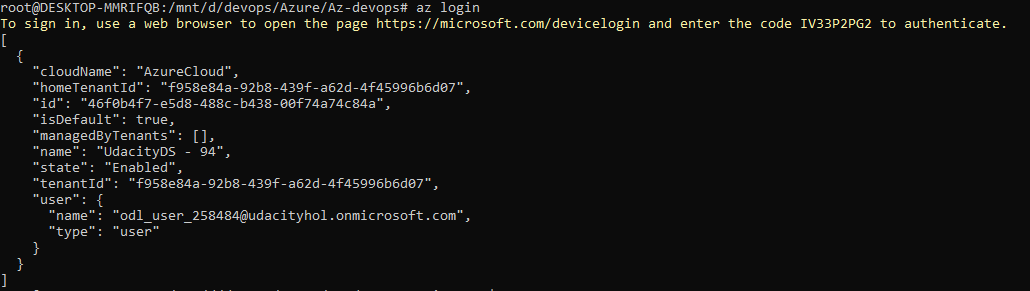 root@DESKTOP-MMRIFQB:/mnt/d/devops/Azure/Az-devops# az login
To sign in, use a web browser to open the page https://microsoft.com/devicelogin and enter the code IV33P2PG2 to authenticate.
[
  {
    "cloudName": "AzureCloud",
    "homeTenantId": "f958e84a-92b8-439f-a62d-4f45996b6d07",
    "id": "46f0b4f7-e5d8-488c-b438-00f74a74c84a",
    "isDefault": true,
    "managedByTenants": [],
    "name": "UdacityDS - 94",
    "state": "Enabled",
    "tenantId": "f958e84a-92b8-439f-a62d-4f45996b6d07",
    "user": {
      "name": "odl_user_258484@udacityhol.onmicrosoft.com",
      "type": "user"
    }
  }
]